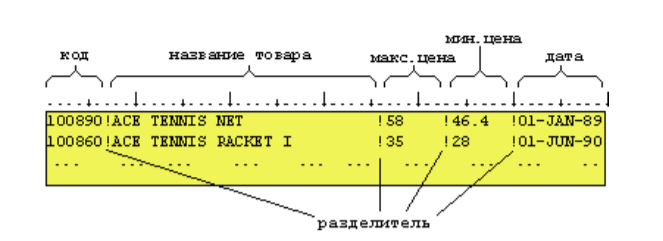 мин.цена
код название товара макс.цена дата
100890!ACE TENNIS NET !58 !46.4 !01-JAN-89
100860!ACE TENNIS RACKET I !35 !28 !01-JUN-90
... ... ... ... ... ... ... ... ..
разделитель